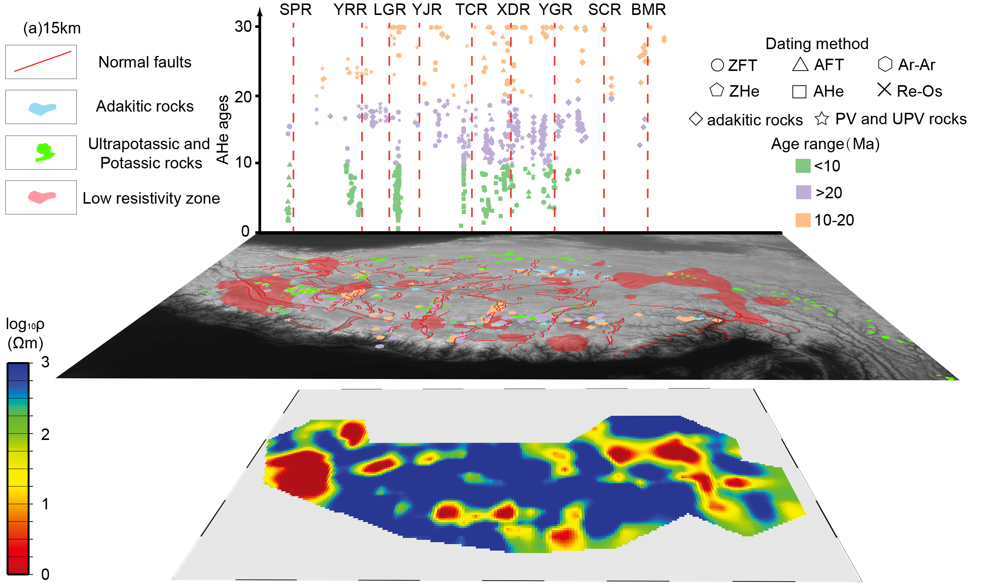 SPR YRR LGR YJR TCR XDR YGR SCR BMR
(a)15km
Normal faults
Adakitic rocks
Ultrapotassic and
Potassic rocks
Low resistivity zone
30
20
10
0
AHe ages
Dating method
ZFT AFT Ar-Ar
ZHe AHe Re-Os
adakitic rocks PV and UPV rocks
Age range(Ma)
<10
>20
10-20
log₁₀ρ
(Ωm)
3
2
1
0